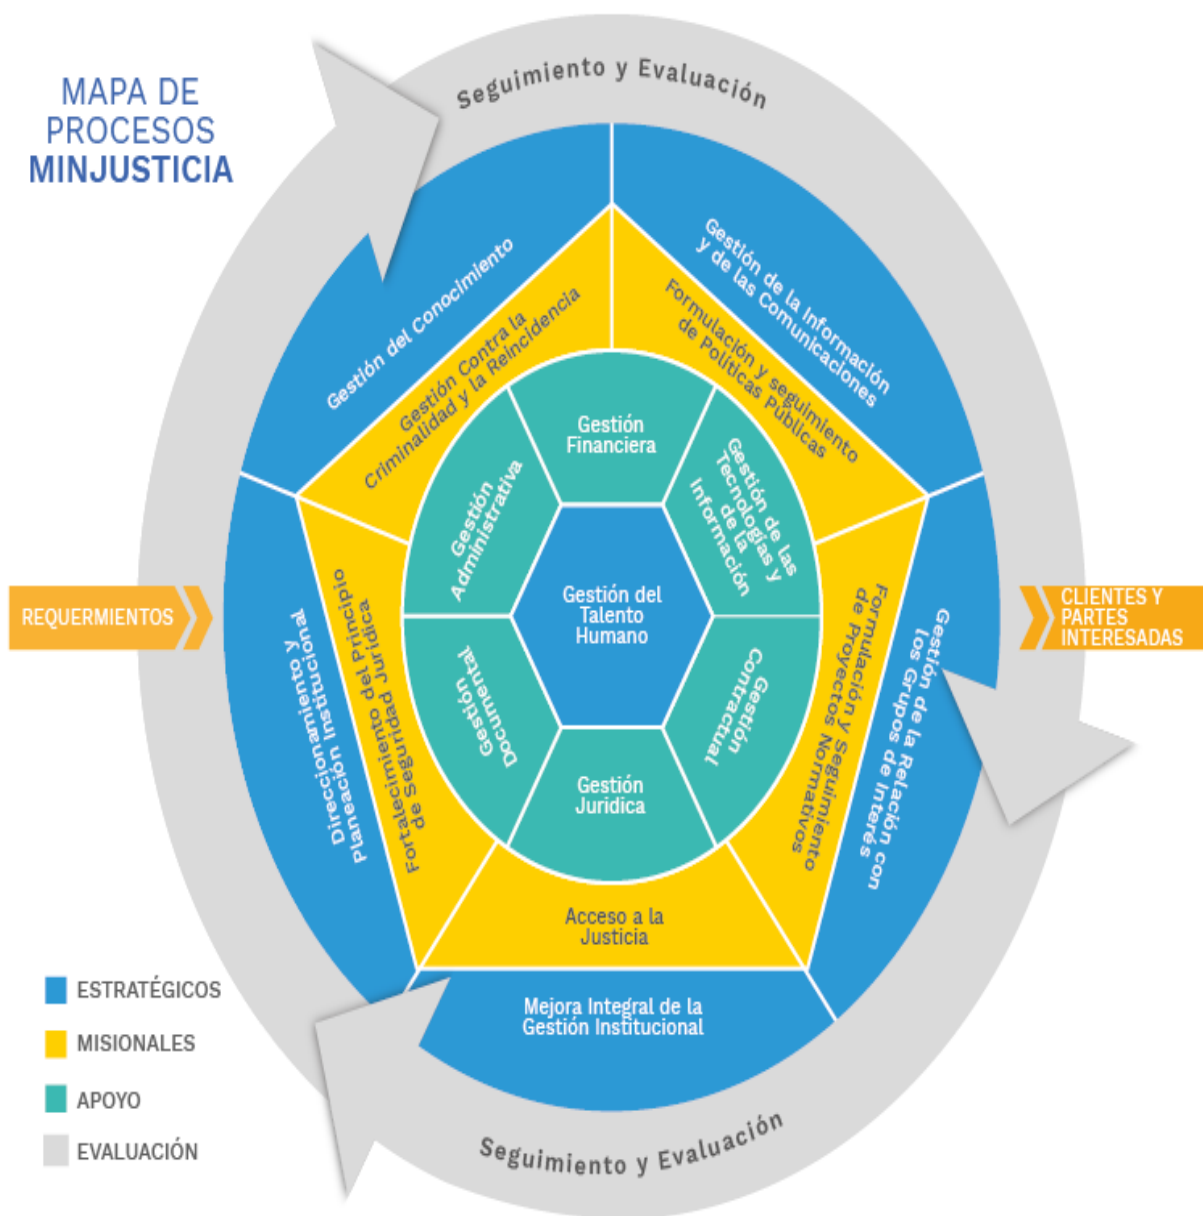 MAPA DE
PROCESOS
MINJUSTICIA
Seguimiento y Evaluación
Gestión del Conocimiento
Gestión de la Información
y de las Comunicaciones
Gestión Contra la
Criminalidad y la Reincidencia
Formulación y seguimiento
de Políticas Públicas
Gestión
Financiera
Gestión
Administrativa
Gestión de las
Tecnologías y
de la
Información
Gestión del
Talento
Humano
REQUERMIENTOS
CLIENTES Y
PARTES
INTERESADAS
Direccionamiento y
Planeación Institucional
Fortalecimiento del Principio
de Seguridad Jurídica
Gestión
Documental
Gestión
Contractual
Formulación y Seguimiento
de Proyectos Normativos
Gestión de la Relación con
los Grupos de Interés
Gestión
Juridica
Acceso a la
Justicia
Mejora Integral de la
Gestión Institucional
ESTRATÉGICOS
MISIONALES
APOYO
EVALUACIÓN
Seguimiento y Evaluación